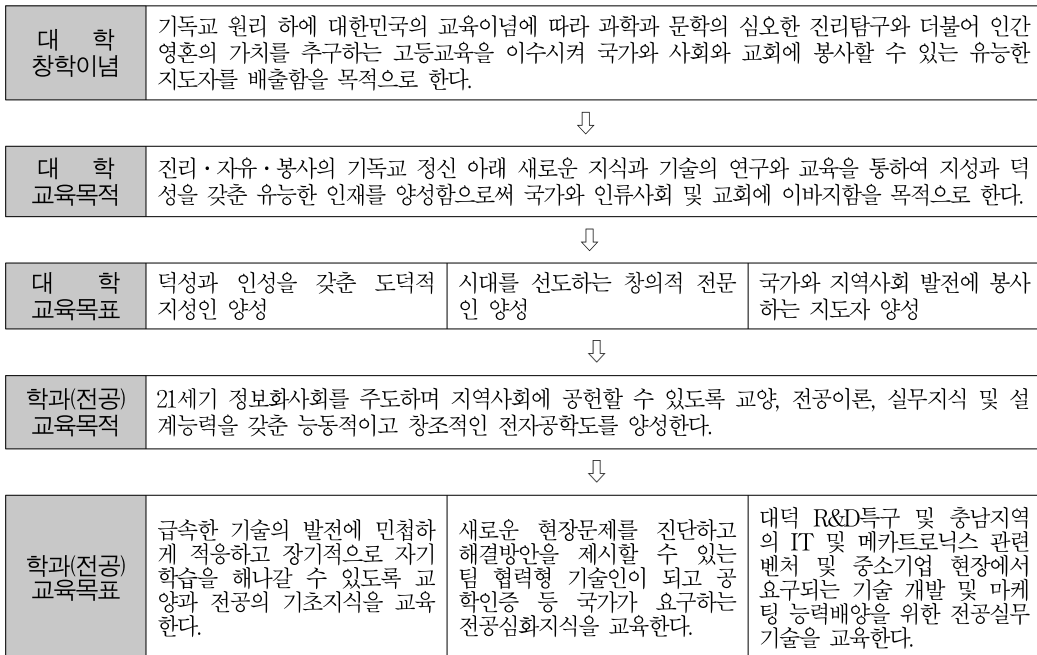 대 학
창학이념
기독교 원리 하에 대한민국의 교육이념에 따라 과학과 문학의 심오한 진리탐구와 더불어 인간
영혼의 가치를 추구하는 고등교육을 이수시켜 국가와 사회와 교회에 봉사할 수 있는 유능한
지도자를 배출함을 목적으로 한다.
⇩
대 학
교육목적
진리·자유·봉사의 기독교 정신 아래 새로운 지식과 기술의 연구와 교육을 통하여 지성과 덕
성을 갖춘 유능한 인재를 양성함으로써 국가와 인류사회 및 교회에 이바지함을 목적으로 한다.
⇩
대 학
교육목표
덕성과 인성을 갖춘 도덕적
지성인 양성
시대를 선도하는 창의적 전문
인 양성
국가와 지역사회 발전에 봉사
하는 지도자 양성
⇩
학과(전공)
교육목적
21세기 정보화사회를 주도하며 지역사회에 공헌할 수 있도록 교양, 전공이론, 실무지식 및 설
계능력을 갖춘 능동적이고 창조적인 전자공학도를 양성한다.
⇩
학과(전공)
교육목표
급속한 기술의 발전에 민첩하
게 적응하고 장기적으로 자기
학습을 해나갈 수 있도록 교
양과 전공의 기초지식을 교육
한다.
새로운 현장문제를 진단하고
해결방안을 제시할 수 있는
팀 협력형 기술인이 되고 공
학인증 등 국가가 요구하는
전공심화지식을 교육한다.
대덕 R&D특구 및 충남지역
의 IT 및 메카트로닉스 관련
벤처 및 중소기업 현장에서
요구되는 기술 개발 및 마케
팅 능력배양을 위한 전공실무
기술을 교육한다.